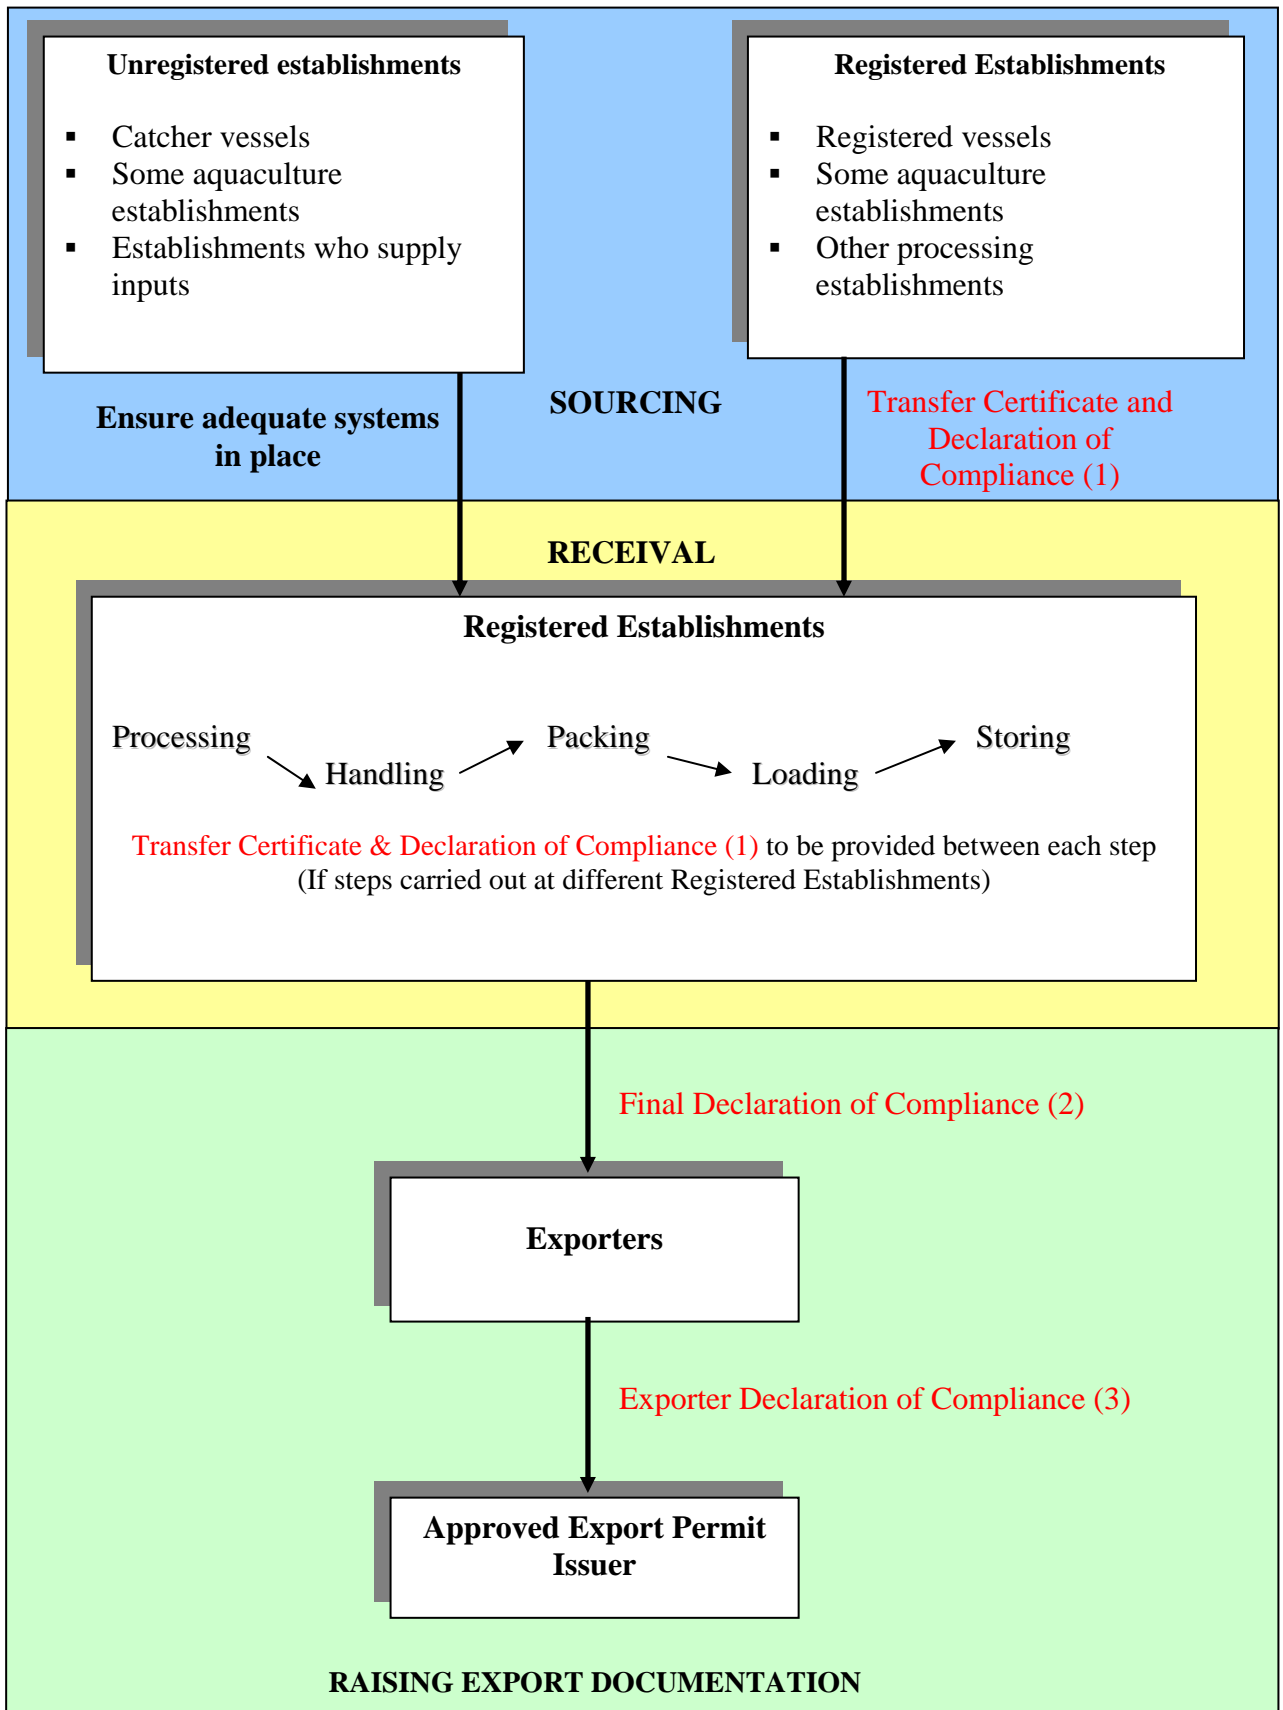 Unregistered establishments
▪ Catcher vessels
▪ Some aquaculture
establishments
▪ Establishments who supply
inputs
Registered Establishments
▪ Registered vessels
▪ Some aquaculture
establishments
▪ Other processing
establishments
Ensure adequate systems
in place
SOURCING
Transfer Certificate and
Declaration of
Compliance (1)
RECEIVAL
Registered Establishments
Processing
Handling
Packing
Loading
Storing
Transfer Certificate & Declaration of Compliance (1) to be provided between each step
(If steps carried out at different Registered Establishments)
Final Declaration of Compliance (2)
Exporters
Exporter Declaration of Compliance (3)
Approved Export Permit
Issuer
RAISING EXPORT DOCUMENTATION